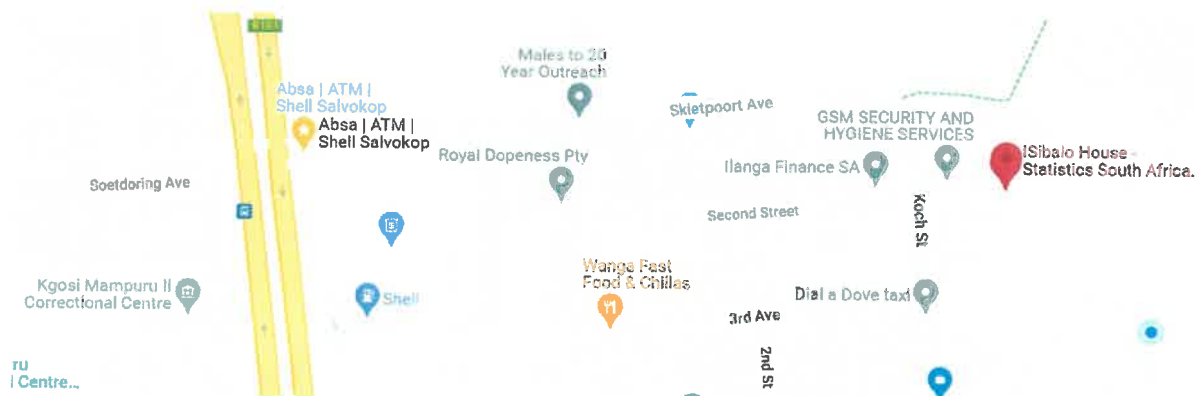 R101
Males to 20
Year Outreach
Absa | ATM |
Shell Salvokop
Absa | ATM |
Shell Salvokop
Skietpoort Ave
GSM SECURITY AND
HYGIENE SERVICES
Royal Dopeness Pty
Ilanga Finance SA
ISibalo House -
Statistics South Africa.
Soetdoring Ave
Second Street
Koch St
Kgosi Mampuru II
Correctional Centre
Shell
Wanga Fast
Food & Chillas
Dial a Dove taxi
3rd Ave
2nd St
ru
l Centre...